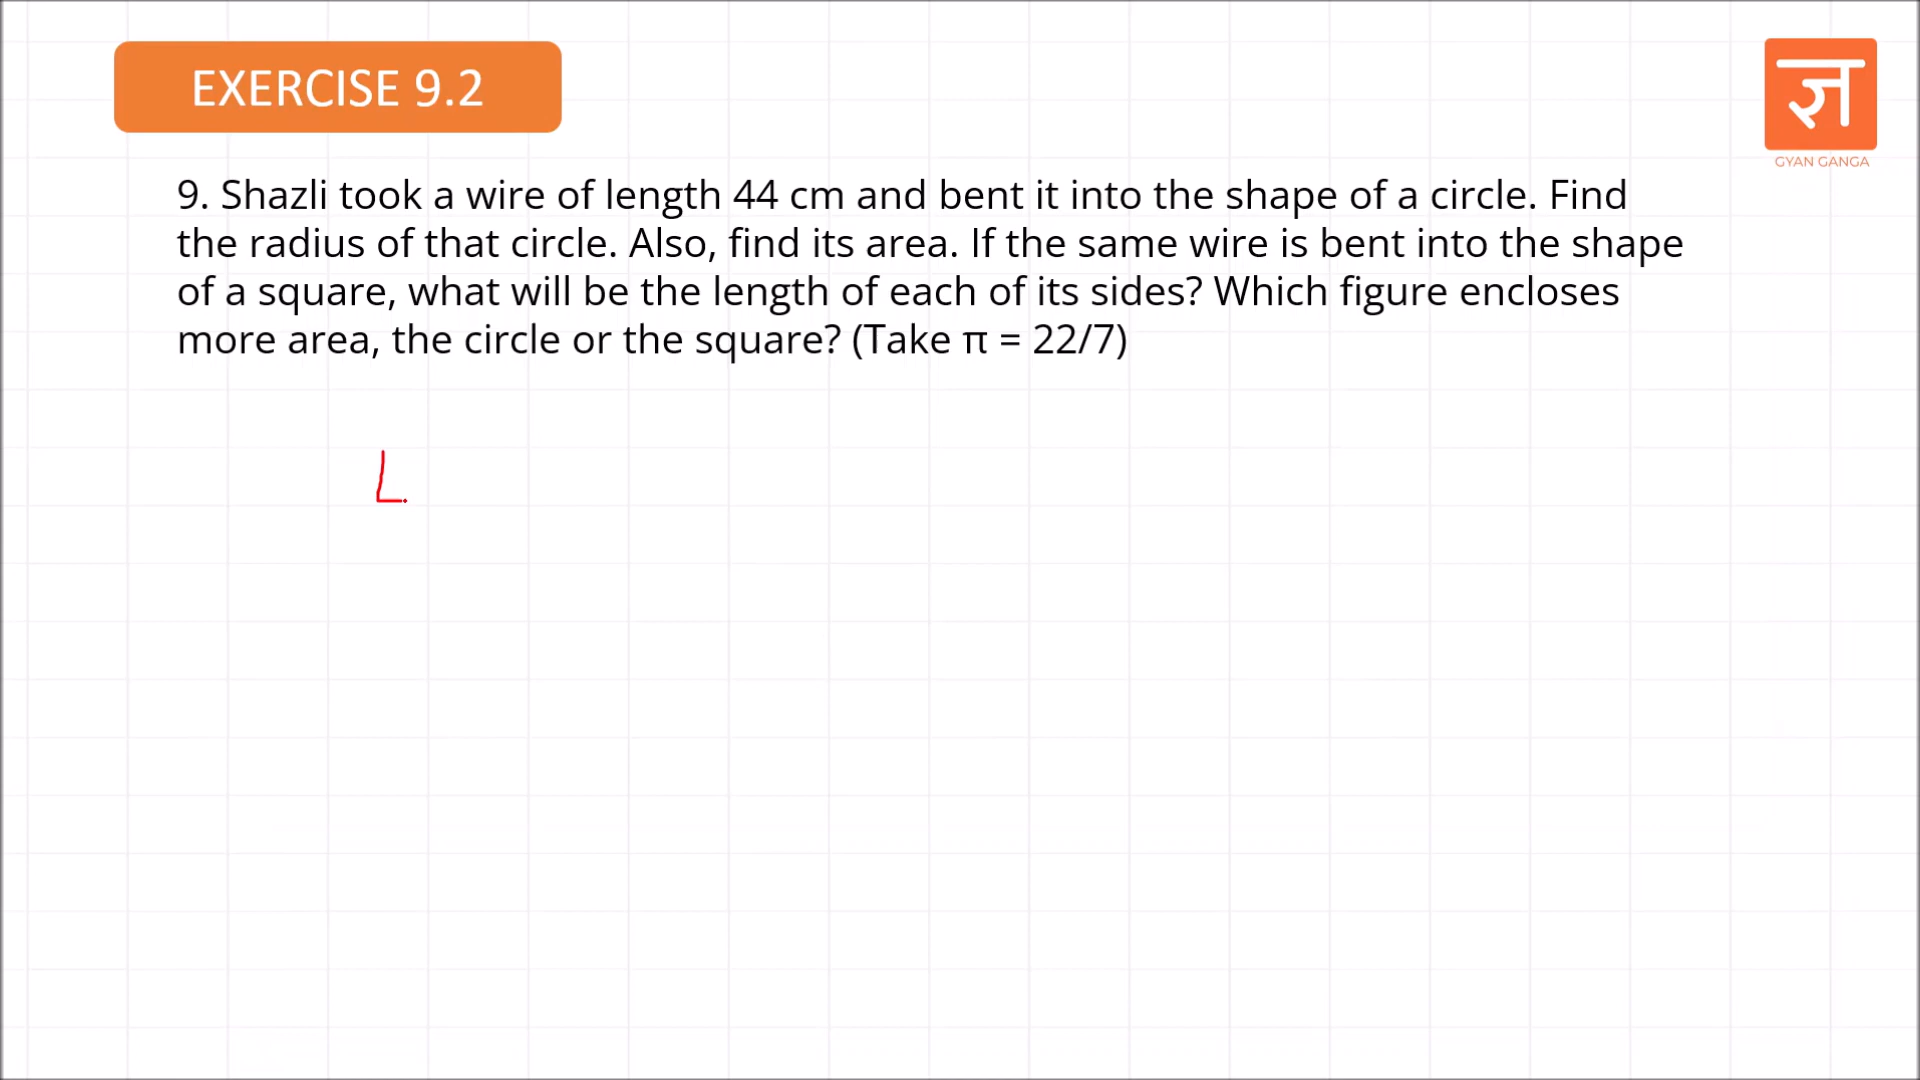 EXERCISE 9.2
ज्ञ
GYAN GANGA
9. Shazli took a wire of length 44 cm and bent it into the shape of a circle. Find
the radius of that circle. Also, find its area. If the same wire is bent into the shape
of a square, what will be the length of each of its sides? Which figure encloses
more area, the circle or the square? (Take π = 22/7)
L